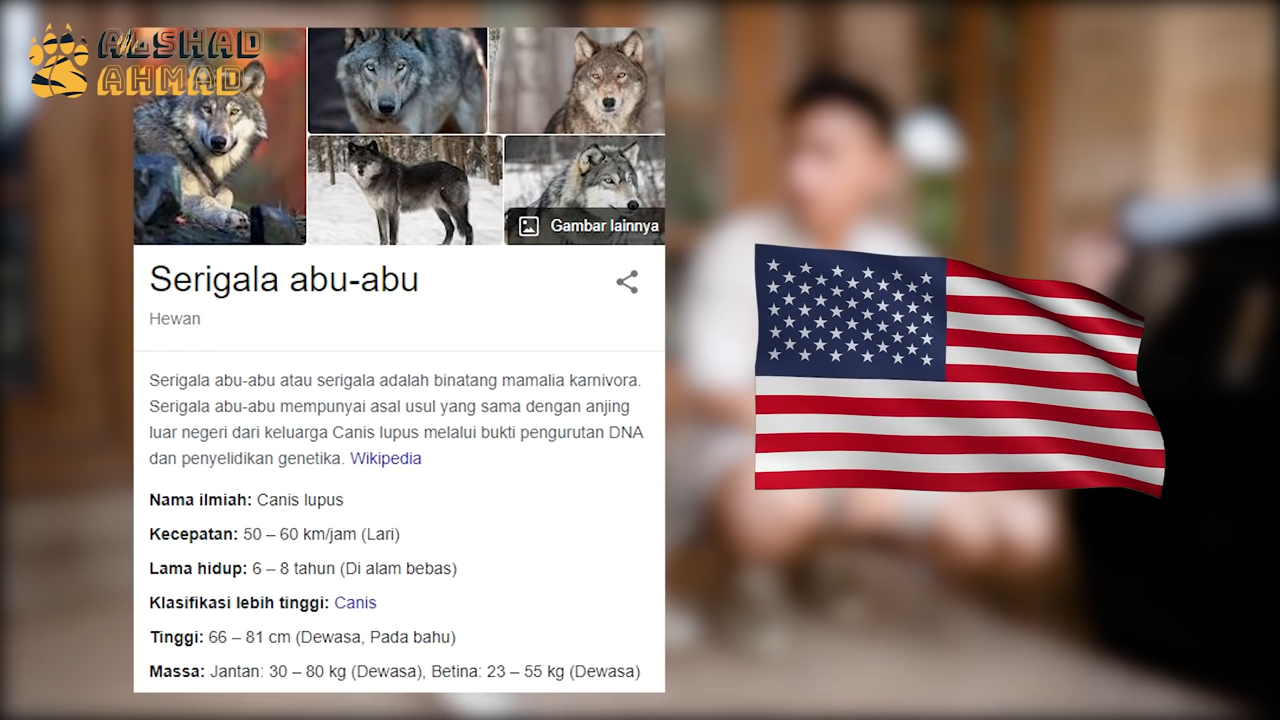 ALSHAD
AHMAD
Gambar lainnya
Serigala abu-abu
Hewan
Serigala abu-abu atau serigala adalah binatang mamalia karnivora.
Serigala abu-abu mempunyai asal usul yang sama dengan anjing
luar negeri dari keluarga Canis lupus melalui bukti pengurutan DNA
dan penyelidikan genetika. Wikipedia
Nama ilmiah: Canis lupus
Kecepatan: 50 – 60 km/jam (Lari)
Lama hidup: 6 – 8 tahun (Di alam bebas)
Klasifikasi lebih tinggi: Canis
Tinggi: 66 – 81 cm (Dewasa, Pada bahu)
Massa: Jantan: 30 – 80 kg (Dewasa), Betina: 23 – 55 kg (Dewasa)